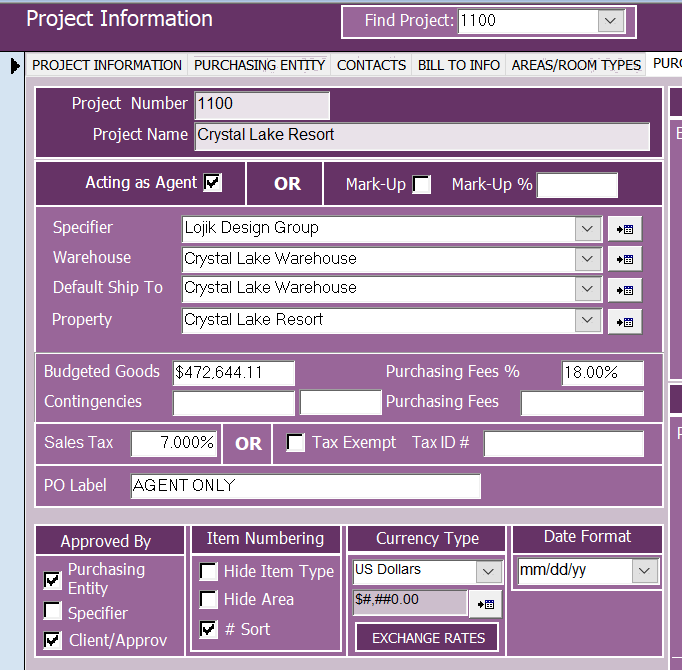 Project Information
Find Project: 1100
PROJECT INFORMATION PURCHASING ENTITY CONTACTS BILL TO INFO AREAS/ROOM TYPES
Project Number 1100
Project Name Crystal Lake Resort
Acting as Agent OR Mark-Up Mark-Up %
Specifier Lojik Design Group
Warehouse Crystal Lake Warehouse
Default Ship To Crystal Lake Warehouse
Property Crystal Lake Resort
Budgeted Goods $472,644.11 Purchasing Fees % 18.00%
Contingencies Purchasing Fees
Sales Tax 7.000% OR Tax Exempt Tax ID #
PO Label AGENT ONLY
Approved By Item Numbering Currency Type Date Format
Purchasing Entity Hide Item Type US Dollars mm/dd/yy
Specifier Hide Area $#,##0.00
Client/Approv # Sort EXCHANGE RATES